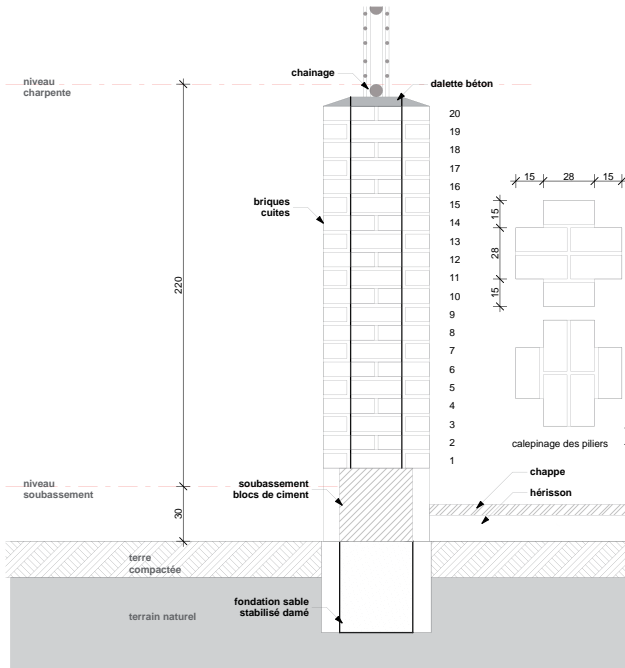 chainage
niveau
charpente
dalette béton
20
19
18
17
16
15
14
13
12
11
10
9
8
7
6
5
4
3
2
1
briques
cuites
220
15
28
15
15
28
15
calepinage des piliers
niveau
soubassement
soubassement
blocs de ciment
30
chappe
hérisson
terre
compactée
fondation sable
stabilisé damé
terrain naturel